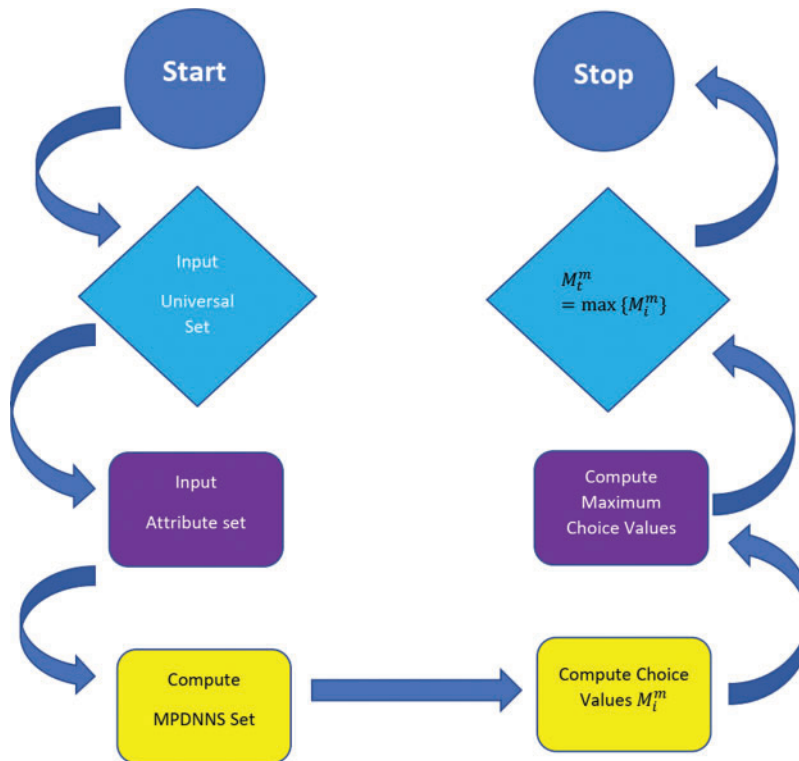 Start
Input
Universal
Set
Input
Attribute set
Compute
MPDNNS Set
Compute Choice
Values $M_i^m$
Compute
Maximum
Choice Values
$M_t^m$
$= \max \{M_i^m\}$
Stop